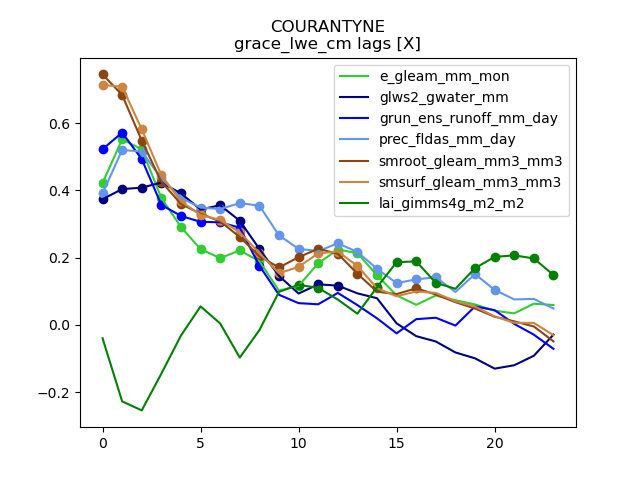 COURANTYNE
grace_lwe_cm lags [X]
e_gleam_mm_mon
glws2_gwater_mm
grun_ens_runoff_mm_day
prec_fldas_mm_day
smroot_gleam_mm3_mm3
smsurf_gleam_mm3_mm3
lai_gimms4g_m2_m2
0.6
0.4
0.2
0.0
−0.2
0 5 10 15 20